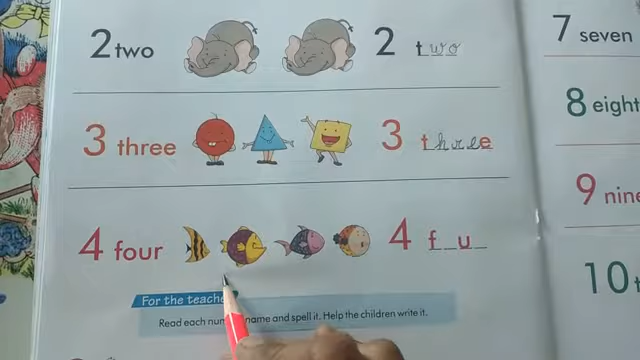 2 two 2 two
3 three 3 three
4 four 4 f_u_
For the teache
Read each num name and spell it. Help the children write it.
7 seven
8 eight
9 nine
10 t